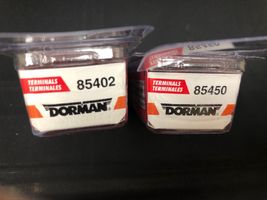 TERMINALS
TERMINALES
85402
DORMAN
TERMINALS
TERMINALES
85450
DORMAN